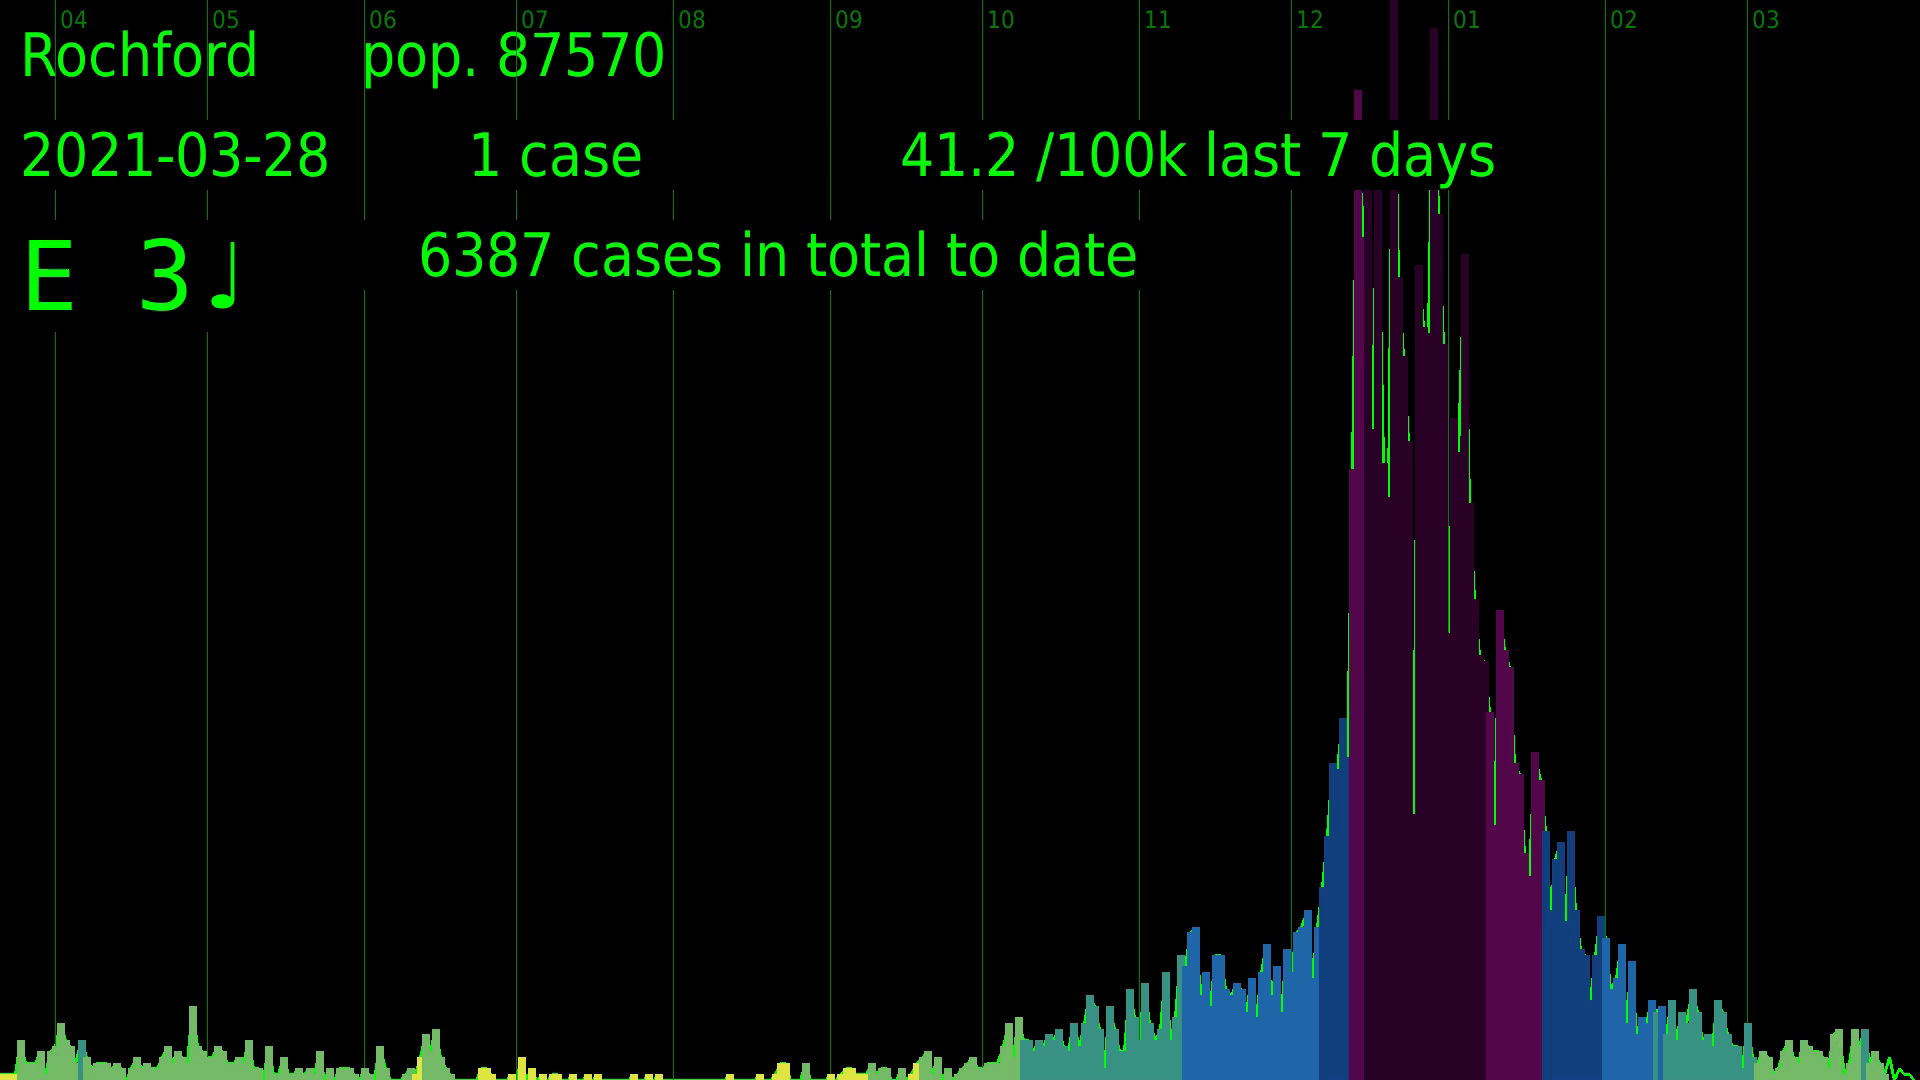 04 05 06 07 08 09 10 11 12 01 02 03
Rochford pop. 87570
2021-03-28 1 case 41.2 /100k last 7 days
E 3♩ 6387 cases in total to date